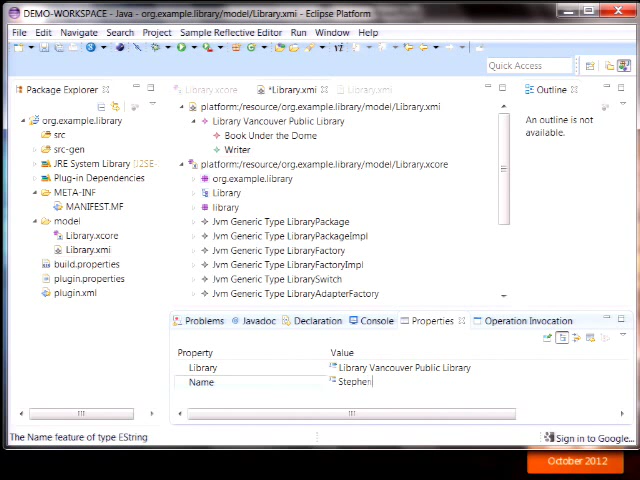 DEMO-WORKSPACE - Java - org.example.library/model/Library.xmi - Eclipse Platform
File Edit Navigate Search Project Sample Reflective Editor Run Window Help
Quick Access
Package Explorer
Library.xcore *Library.xmi Library.xmi
Outline
org.example.library
src
src-gen
JRE System Library [J2SE-
Plug-in Dependencies
META-INF
MANIFEST.MF
model
Library.xcore
Library.xmi
build.properties
plugin.properties
plugin.xml
platform:/resource/org.example.library/model/Library.xmi
Library Vancouver Public Library
Book Under the Dome
Writer
platform:/resource/org.example.library/model/Library.xcore
org.example.library
Library
library
Jvm Generic Type LibraryPackage
Jvm Generic Type LibraryPackageImpl
Jvm Generic Type LibraryFactory
Jvm Generic Type LibraryFactoryImpl
Jvm Generic Type LibrarySwitch
Jvm Generic Type LibraryAdapterFactory
An outline is not
available.
Problems Javadoc Declaration Console Properties Operation Invocation
Property Value
Library Library Vancouver Public Library
Name Stephen
The Name feature of type EString
Sign in to Google...
October 2012